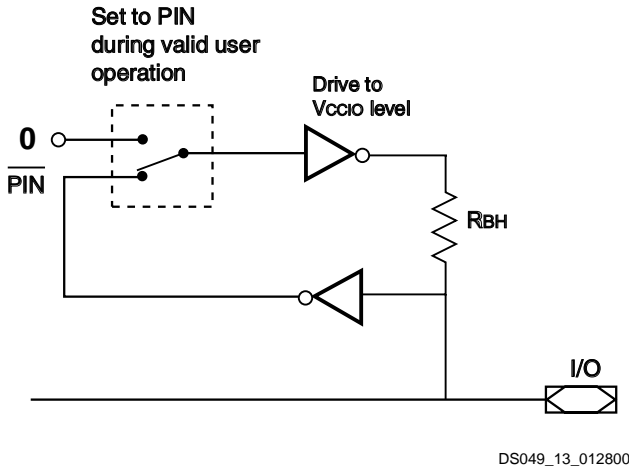 Set to PIN
during valid user
operation
Drive to
VCCIO level
0
PIN
RBH
I/O
DS049_13_012800